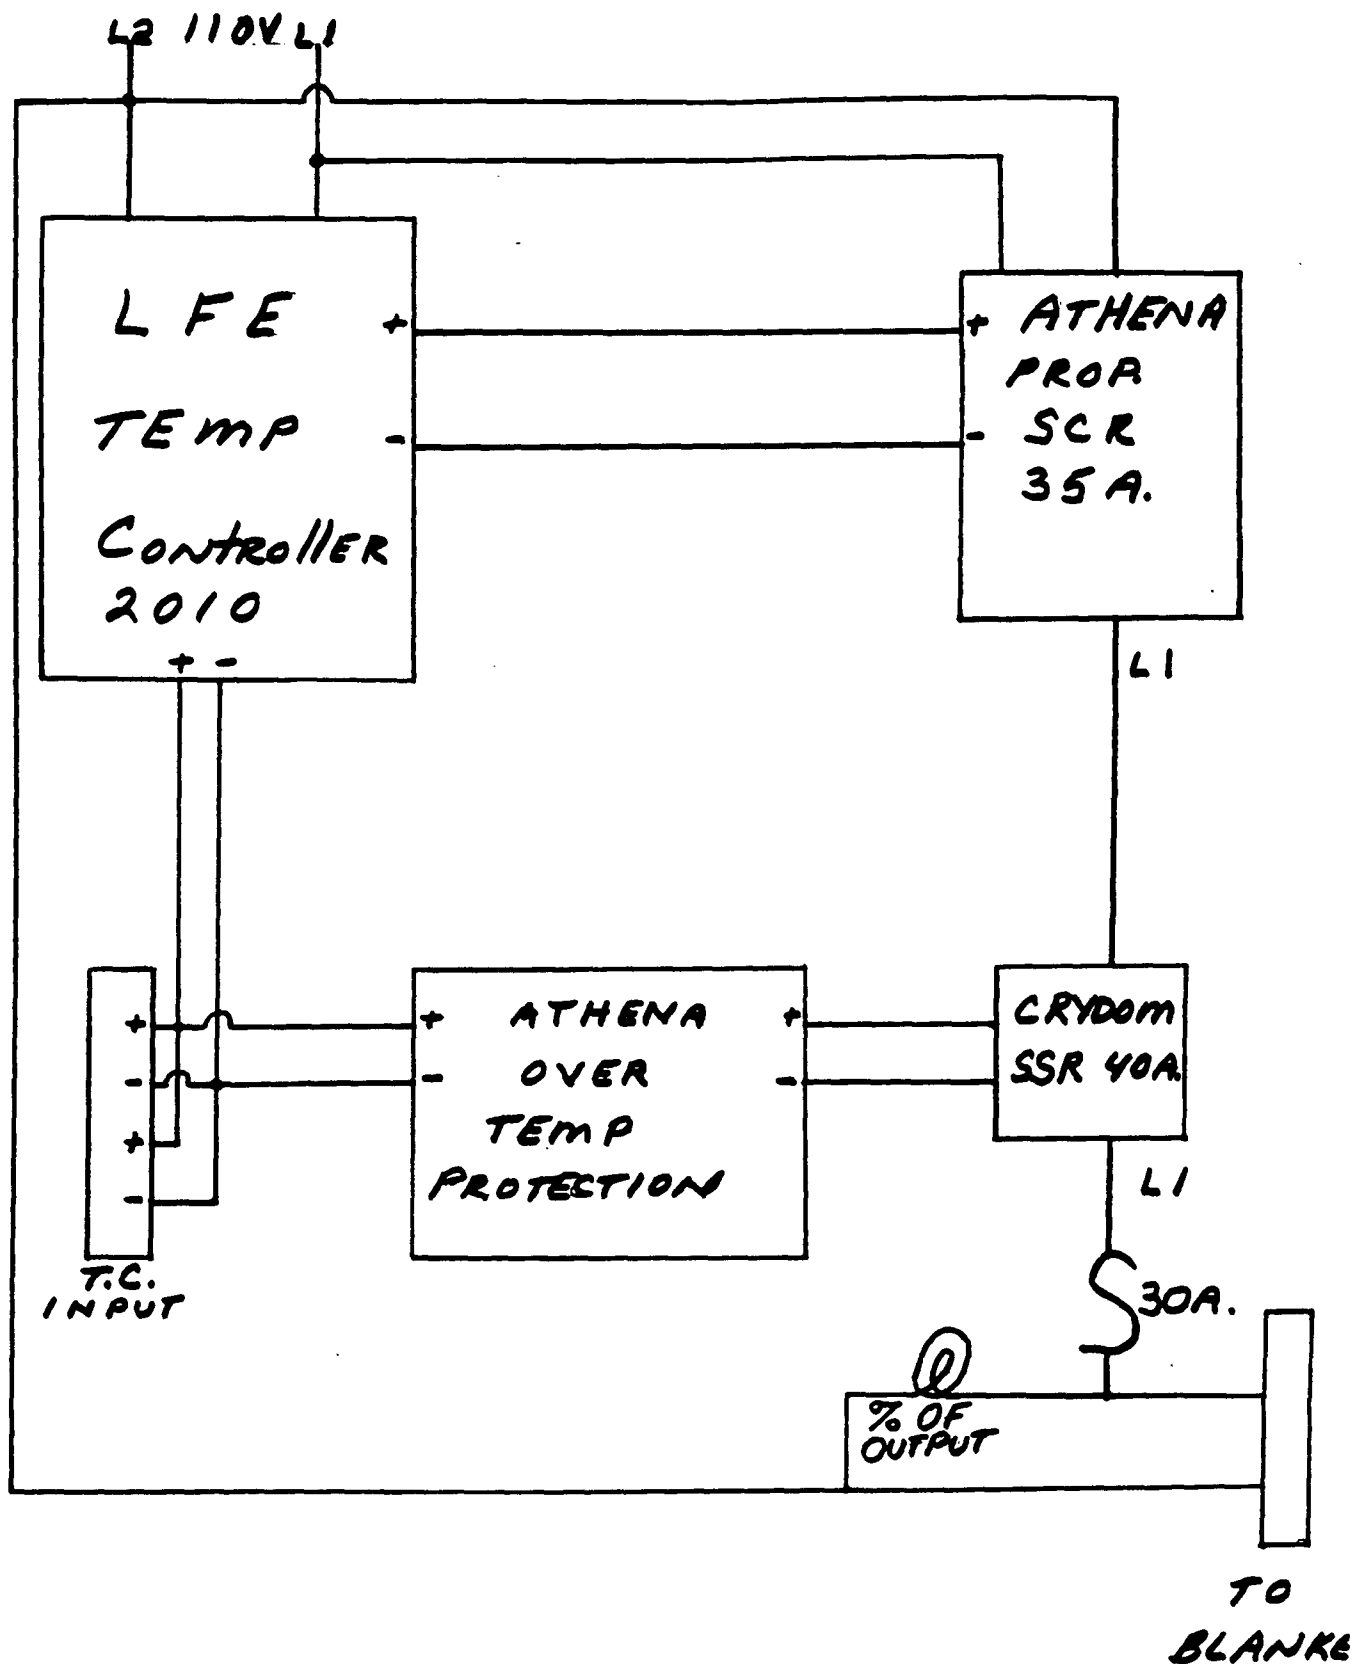 L2 110V L1
LFE
TEMP
CONTROLLER
2010
+
-
+ -
+ ATHENA
PROP.
- SCR
35A.
L1
+
-
+
-
T.C.
INPUT
+ ATHENA +
- OVER -
TEMP
PROTECTION
CRYDOM
SSR 40A.
L1
30A.
% OF
OUTPUT
TO
BLANKE